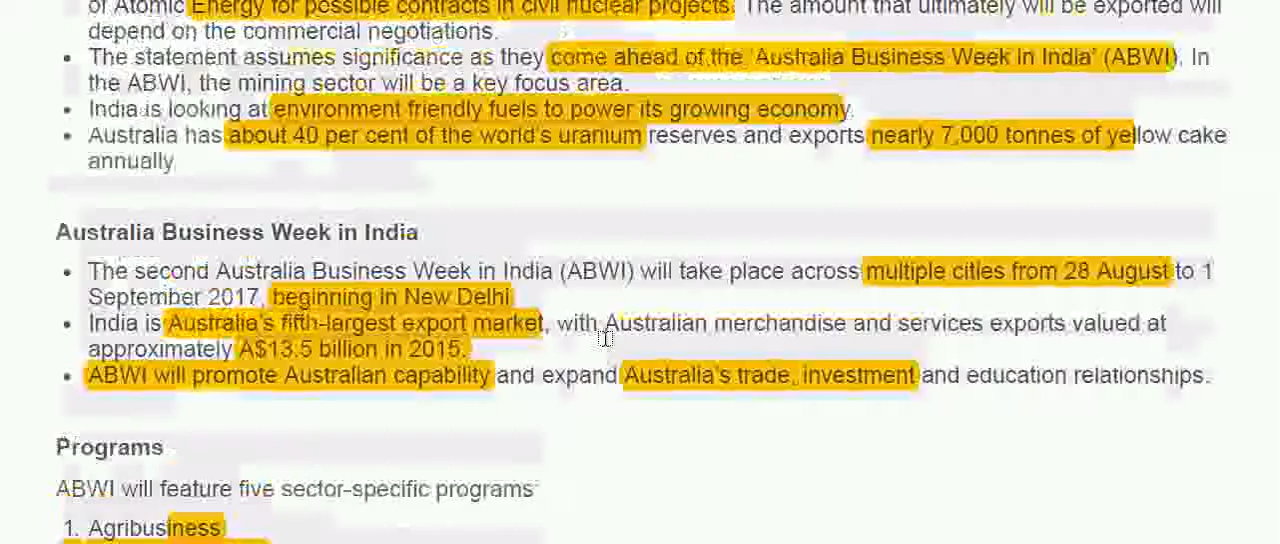 of Atomic Energy for possible contracts in civil nuclear projects. The amount that ultimately will be exported will
depend on the commercial negotiations.
• The statement assumes significance as they come ahead of the 'Australia Business Week in India' (ABWI). In
the ABWI, the mining sector will be a key focus area.
• India is looking at environment friendly fuels to power its growing economy.
• Australia has about 40 per cent of the world's uranium reserves and exports nearly 7,000 tonnes of yellow cake
annually.
Australia Business Week in India
• The second Australia Business Week in India (ABWI) will take place across multiple cities from 28 August to 1
September 2017, beginning in New Delhi.
• India is Australia's fifth-largest export market, with Australian merchandise and services exports valued at
approximately A$13.5 billion in 2015.
• ABWI will promote Australian capability and expand Australia's trade, investment and education relationships.
Programs
ABWI will feature five sector-specific programs
1. Agribusiness